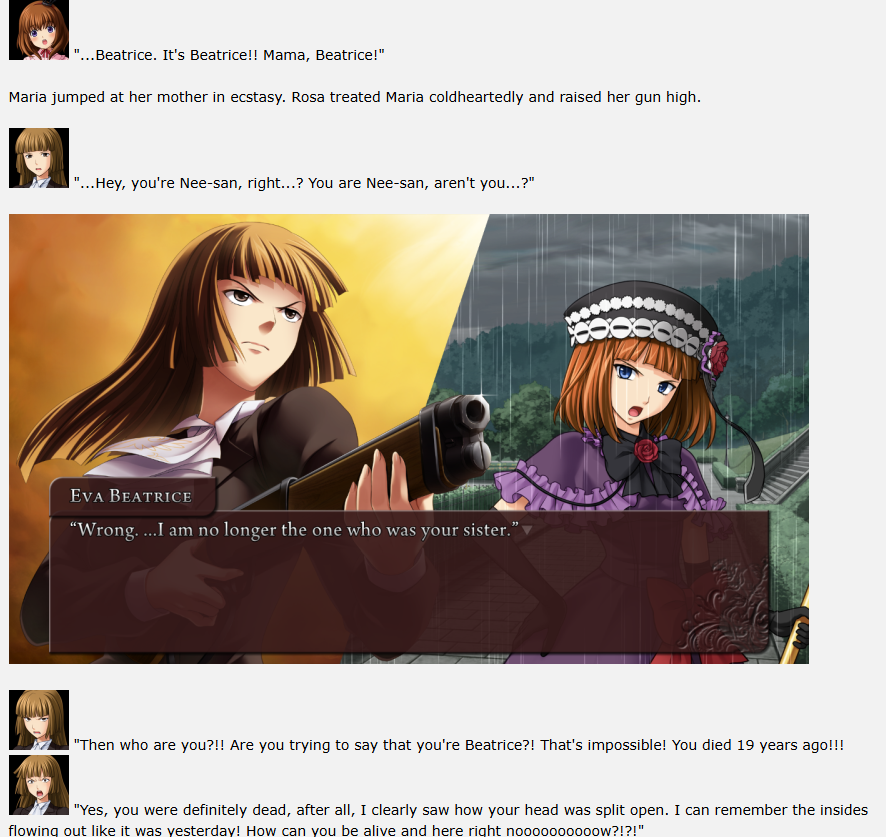 "...Beatrice. It's Beatrice!! Mama, Beatrice!"
Maria jumped at her mother in ecstasy. Rosa treated Maria coldheartedly and raised her gun high.
"...Hey, you're Nee-san, right...? You are Nee-san, aren't you...?"
Eva Beatrice
“Wrong. ...I am no longer the one who was your sister.”
"Then who are you?!! Are you trying to say that you're Beatrice?! That's impossible! You died 19 years ago!!!
"Yes, you were definitely dead, after all, I clearly saw how your head was split open. I can remember the insides
flowing out like it was yesterday! How can you be alive and here right noooooooooow?!?!"